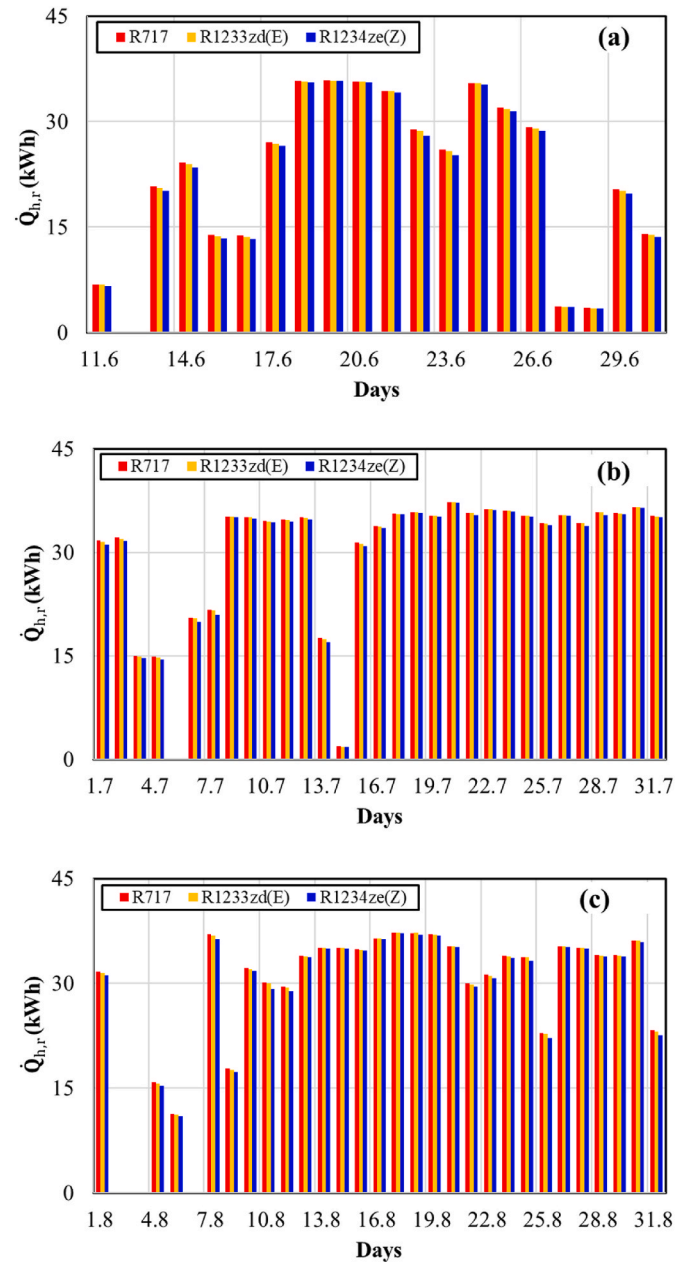 45
R717 R1233zd(E) R1234ze(Z)
(a)
30
15
0
Q̇h,r (kWh)
11.6 14.6 17.6 20.6 23.6 26.6 29.6
Days
45
R717 R1233zd(E) R1234ze(Z)
(b)
30
15
0
Q̇h,r (kWh)
1.7 4.7 7.7 10.7 13.7 16.7 19.7 22.7 25.7 28.7 31.7
Days
45
R717 R1233zd(E) R1234ze(Z)
(c)
30
15
0
Q̇h,r (kWh)
1.8 4.8 7.8 10.8 13.8 16.8 19.8 22.8 25.8 28.8 31.8
Days